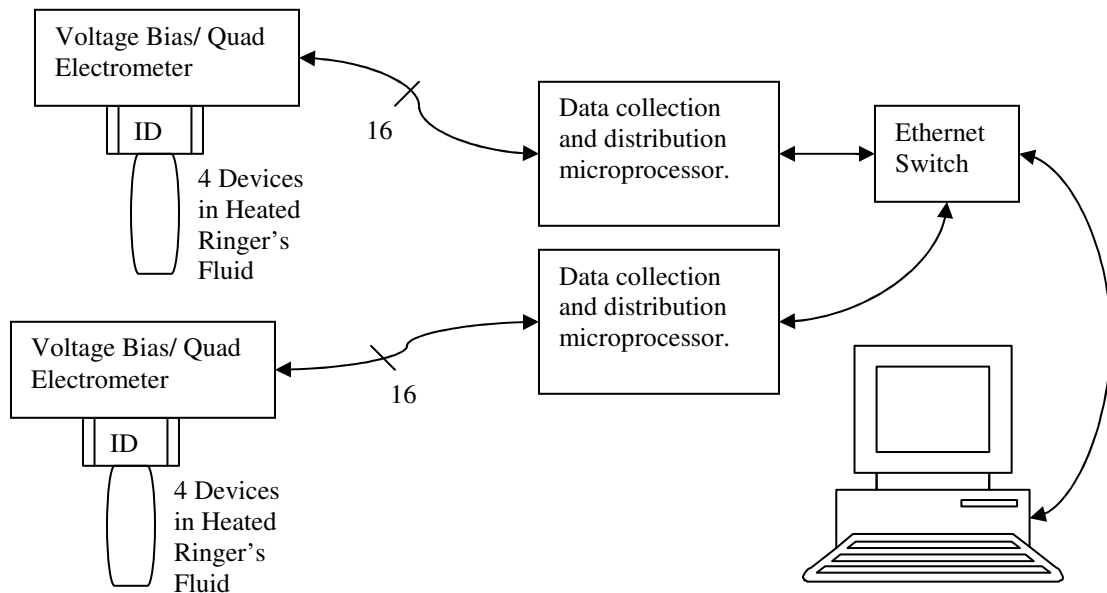 Voltage Bias/ Quad
Electrometer
ID
4 Devices
in Heated
Ringer's
Fluid
16
Data collection
and distribution
microprocessor.
Ethernet
Switch
Data collection
and distribution
microprocessor.
Voltage Bias/ Quad
Electrometer
ID
4 Devices
in Heated
Ringer's
Fluid
16